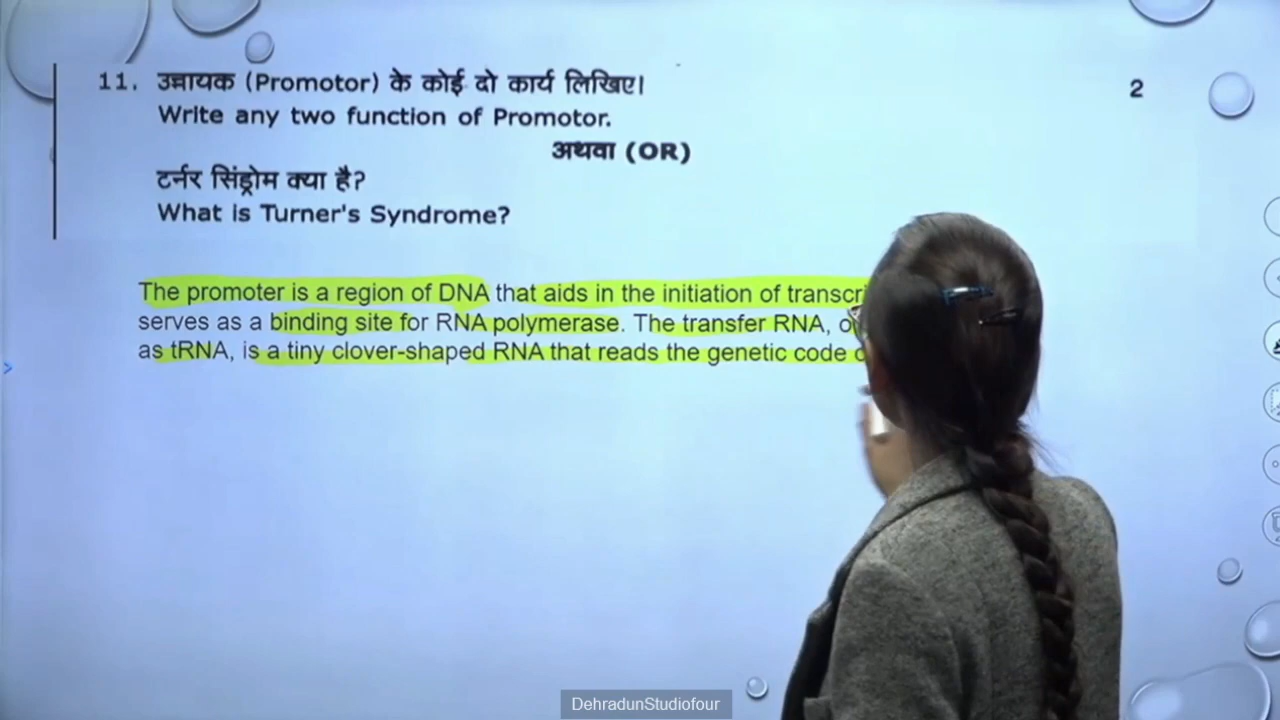 11. उन्नायक (Promotor) के कोई दो कार्य लिखिए। 2
Write any two function of Promotor.
अथवा (OR)
टर्नर सिंड्रोम क्या है?
What is Turner's Syndrome?
The promoter is a region of DNA that aids in the initiation of
serves as a binding site for RNA polymerase. The transfer RNA,
as tRNA, is a tiny clover-shaped RNA that reads the genetic code
DehradunStudiofour